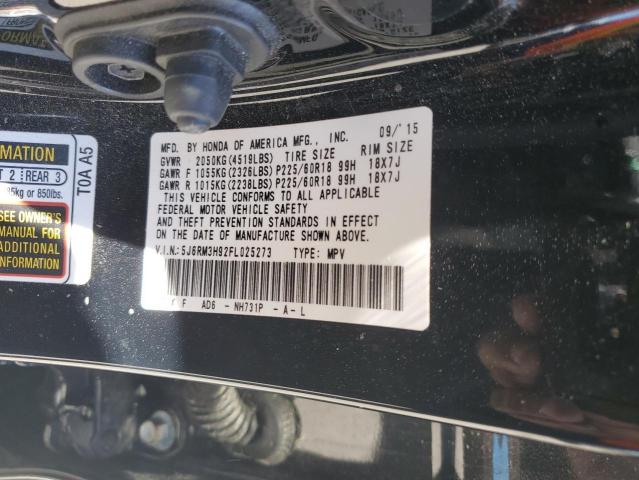 MFD. BY HONDA OF AMERICA MFG., INC. 09/'15
GVWR 2050KG(4519LBS) TIRE SIZE RIM SIZE
GAWR F 1055KG(2326LBS)P225/60R18 99H 18X7J
GAWR R 1015KG(2238LBS)P225/60R18 99H 18X7J
THIS VEHICLE CONFORMS TO ALL APPLICABLE
FEDERAL MOTOR VEHICLE SAFETY
AND THEFT PREVENTION STANDARDS IN EFFECT
ON THE DATE OF MANUFACTURE SHOWN ABOVE.
V.I.N.:5J6RM3H92FL025273 TYPE: MPV
F AD6 - NH731P - A - L
MATION
T 2 REAR 3
85kg or 850lbs.
SEE OWNER'S
MANUAL FOR
ADDITIONAL
INFORMATION
T0A A5